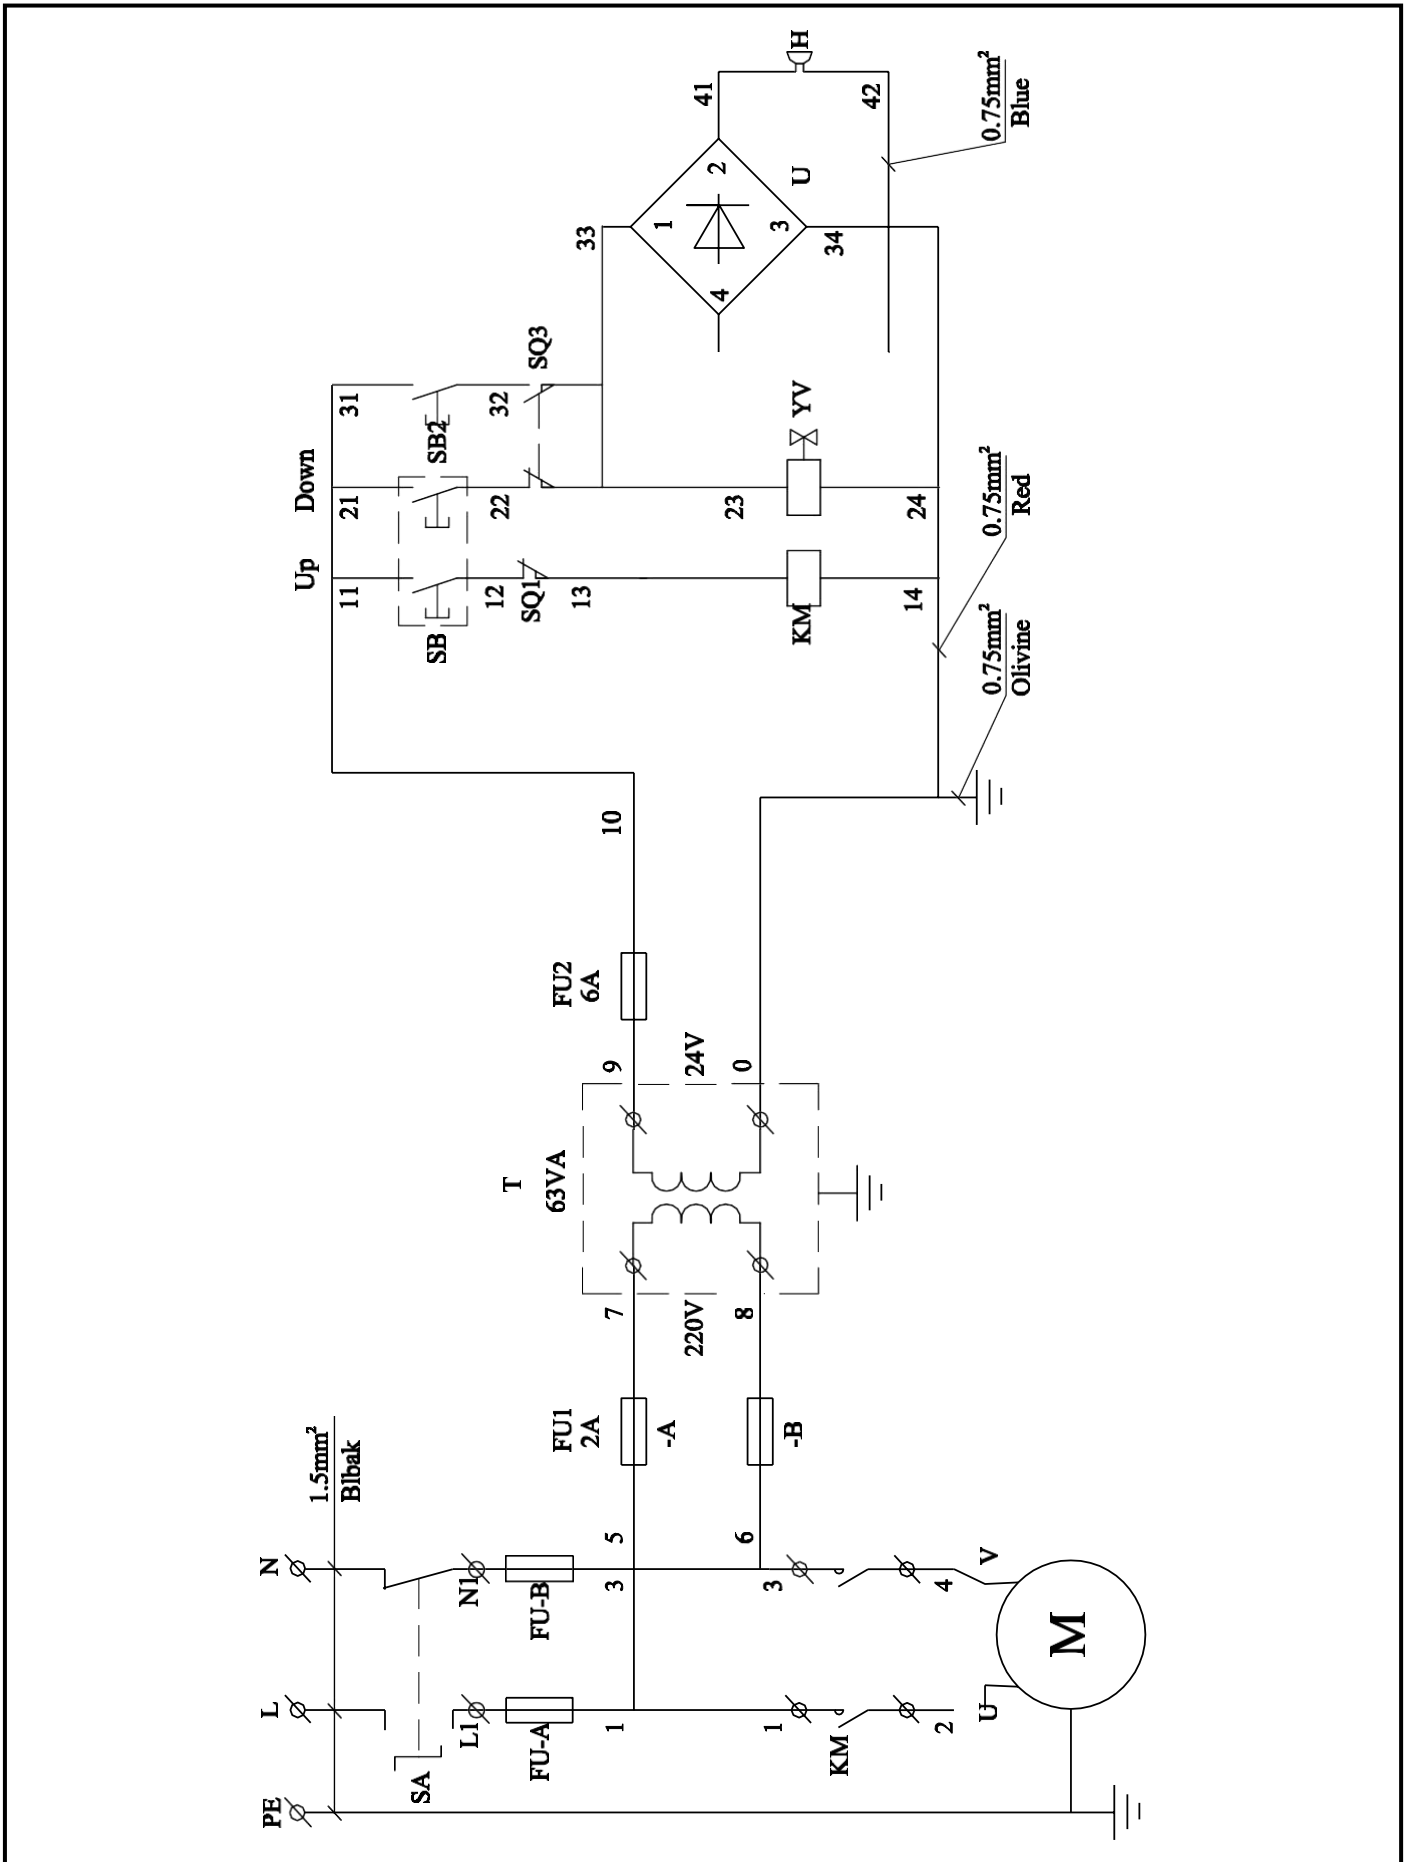 PE
L
N
Up
Down
1.5mm²
Blbak
11
21
31
SA
SB
SB2
L1
N1
12
22
32
T
FU-A
FU-B
SQ1
SQ3
FU1
2A
63VA
FU2
6A
13
33
1
3
5
7
9
10
-A
1
220V
24V
4
2
41
23
6
8
0
1
3
3
-B
KM
YV
U
H
KM
34
42
14
24
2
4
U
V
0.75mm²
Olivine
0.75mm²
Red
0.75mm²
Blue
M